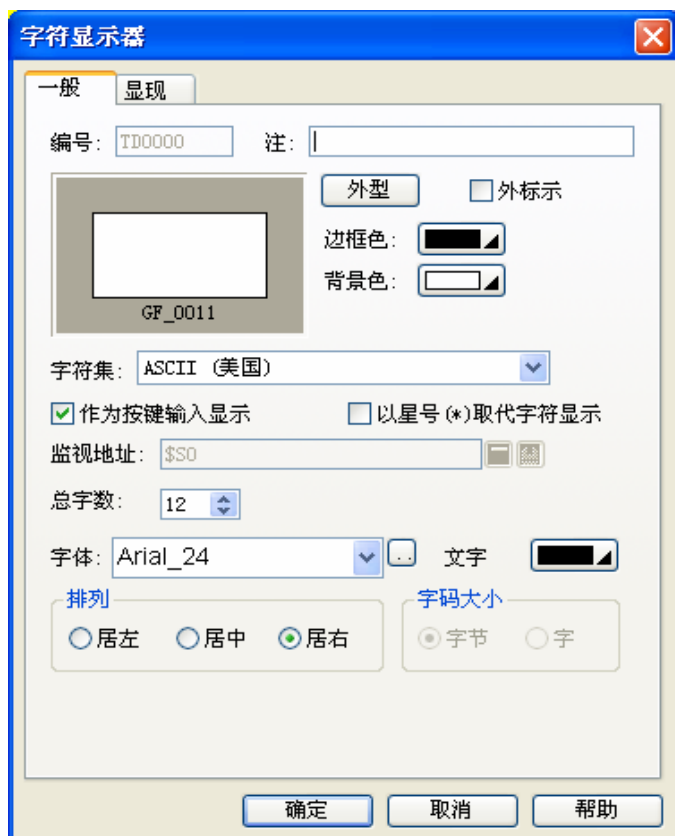 字符显示器
一般 显现
编号: TD0000 注:
外型 外标示
边框色:
背景色:
GF_0011
字符集: ASCII (美国)
作为按键输入显示 以星号(*)取代字符显示
监视地址: $S0
总字数: 12
字体: Arial_24 .. 文字
排列 字码大小
居左 居中 居右 字节 字
确定 取消 帮助